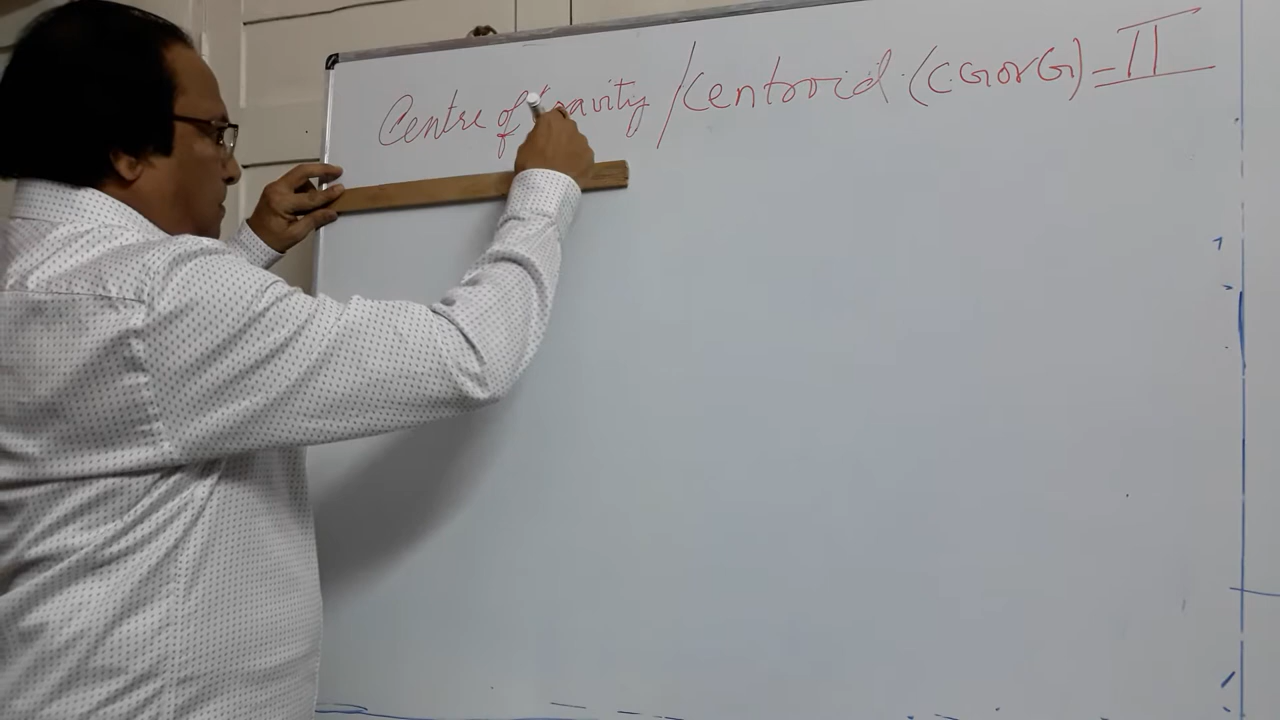 Centre of Gravity / Centroid (C.G or G) - II